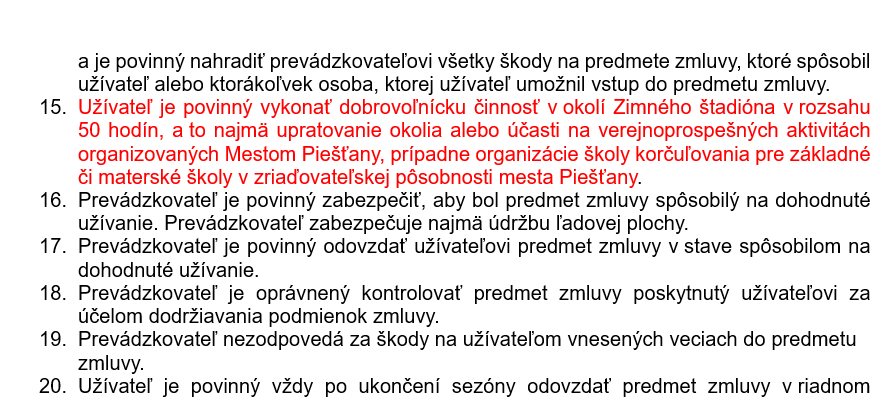 a je povinný nahradiť prevádzkovateľovi všetky škody na predmete zmluvy, ktoré spôsobil
užívateľ alebo ktorákoľvek osoba, ktorej užívateľ umožnil vstup do predmetu zmluvy.
15. Užívateľ je povinný vykonať dobrovoľnícku činnosť v okolí Zimného štadióna v rozsahu
50 hodín, a to najmä upratovanie okolia alebo účasti na verejnoprospešných aktivitách
organizovaných Mestom Piešťany, prípadne organizácie školy korčuľovania pre základné
či materské školy v zriaďovateľskej pôsobnosti mesta Piešťany.
16. Prevádzkovateľ je povinný zabezpečiť, aby bol predmet zmluvy spôsobilý na dohodnuté
užívanie. Prevádzkovateľ zabezpečuje najmä údržbu ľadovej plochy.
17. Prevádzkovateľ je povinný odovzdať užívateľovi predmet zmluvy v stave spôsobilom na
dohodnuté užívanie.
18. Prevádzkovateľ je oprávnený kontrolovať predmet zmluvy poskytnutý užívateľovi za
účelom dodržiavania podmienok zmluvy.
19. Prevádzkovateľ nezodpovedá za škody na užívateľom vnesených veciach do predmetu
zmluvy.
20. Užívateľ je povinný vždy po ukončení sezóny odovzdať predmet zmluvy v riadnom